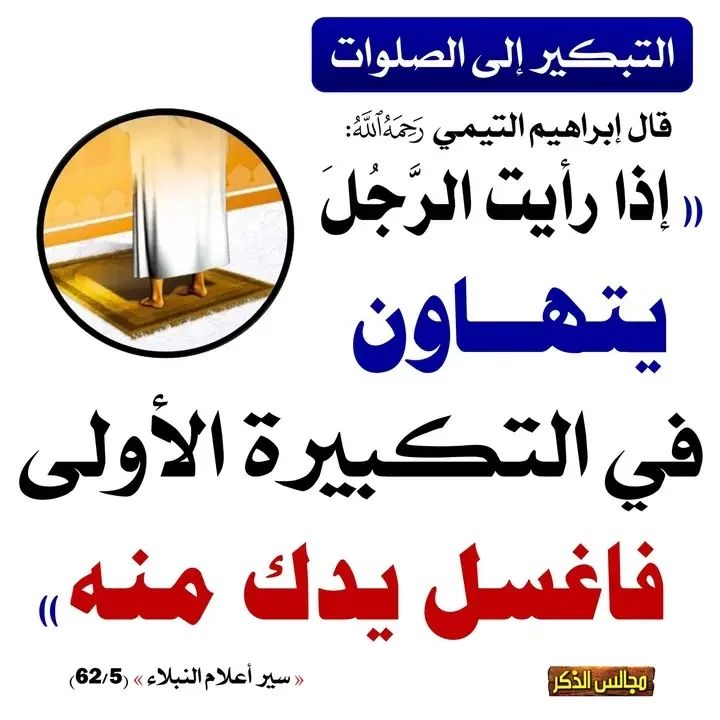 التبكير إلى الصلوات
قال إبراهيم التيمي رَحِمَهُ ٱللَّهُ:
(( إذا رأيت الرَّجُلَ
يتهـاون
في التكبيرة الأولى
فاغسل يدك منه ))
« سير أعلام النبلاء » (62/5)
مجالس الذكر